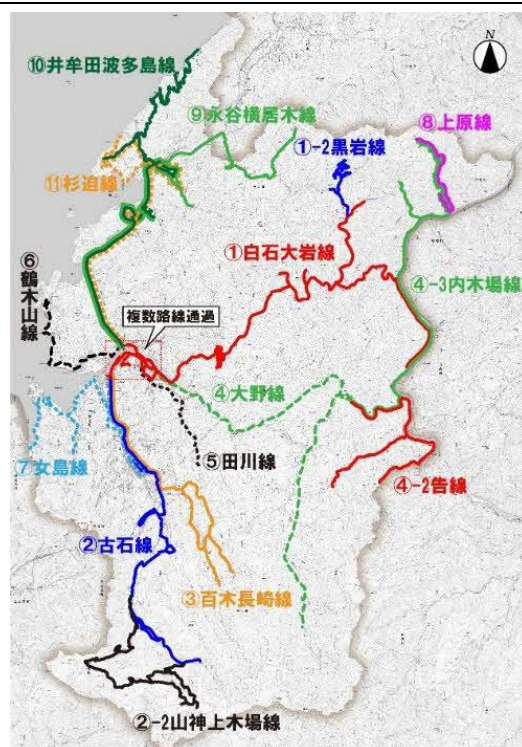 ⑩井牟田波多島線
N
⑨永谷横居木線
⑧上原線
①-2黒岩線
⑪杉迫線
①白石大岩線
⑥鶴木山線
④-3内木場線
複数路線通過
④大野線
⑤田川線
⑦女島線
④-2告線
②古石線
③百木長崎線
②-2山神上木場線